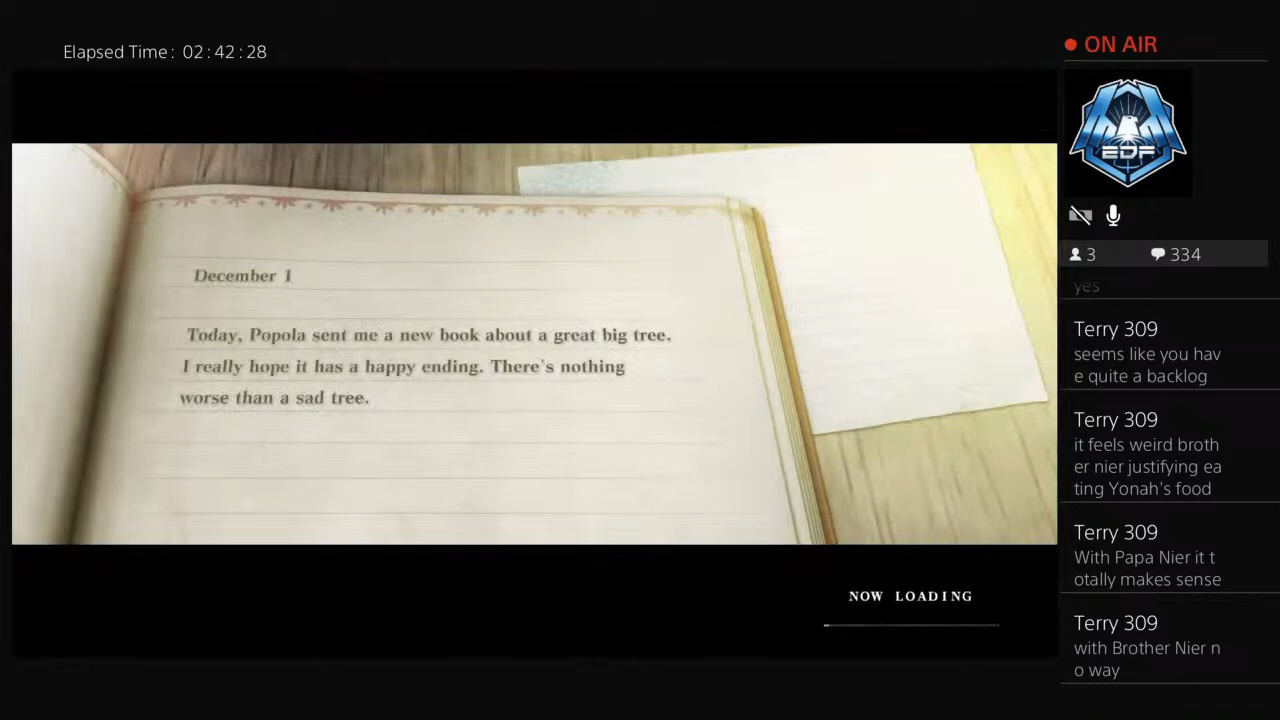 Elapsed Time: 02:42:28
December 1
Today, Popola sent me a new book about a great big tree.
I really hope it has a happy ending. There's nothing
worse than a sad tree.
NOW LOADING
ON AIR
EDF
3 334
yes
Terry 309
seems like you hav
e quite a backlog
Terry 309
it feels weird broth
er nier justifying ea
ting Yonah's food
Terry 309
With Papa Nier it t
otally makes sense
Terry 309
with Brother Nier n
o way